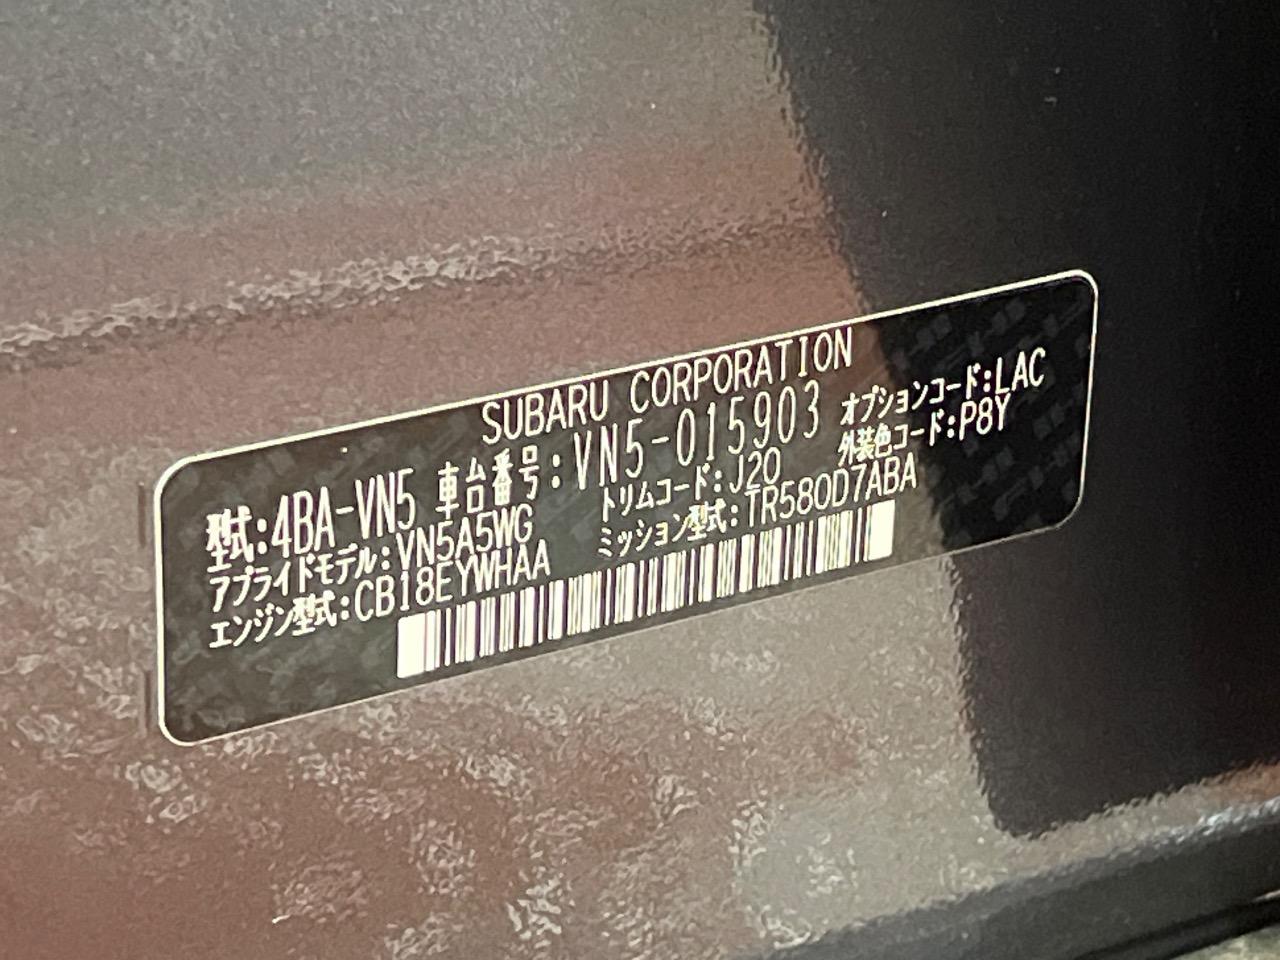 SUBARU CORPORATION
型式:4BA-VN5 車台番号:VN5-015903 オプションコード:LAC
アプライドモデル:VN5A5WG トリムコード:J20 外装色コード:P8Y
エンジン型式:CB18EYWHAA ミッション型式:TR580D7ABA